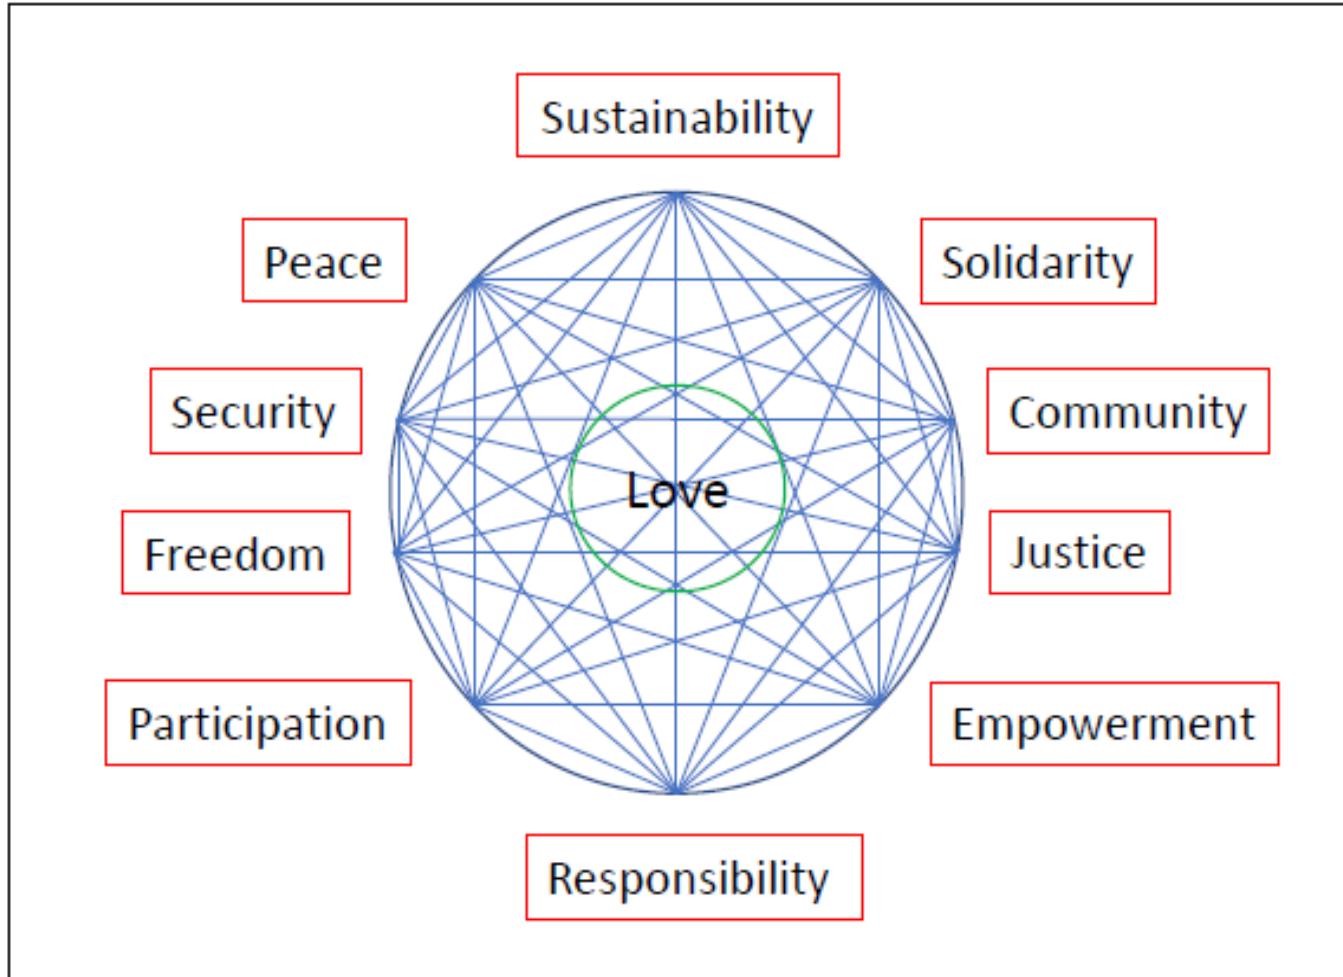 Sustainability
Peace
Solidarity
Security
Community
Love
Freedom
Justice
Participation
Empowerment
Responsibility